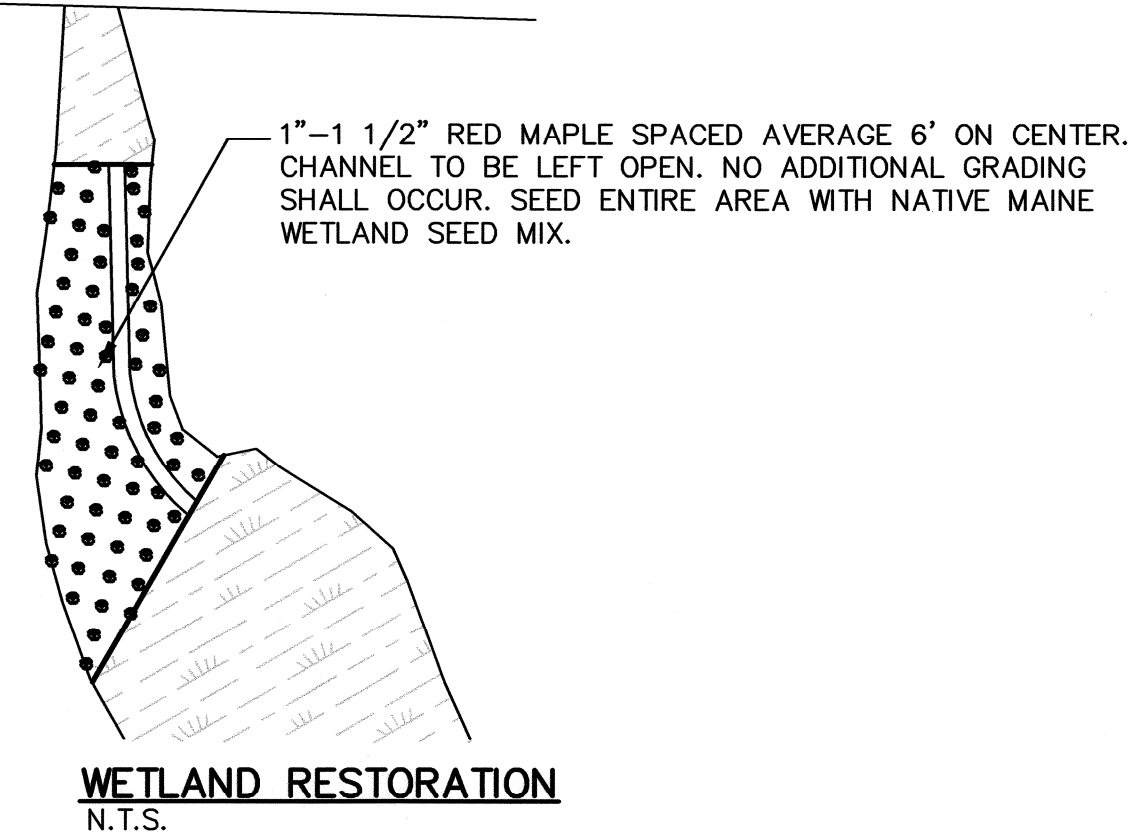 1”-1 1/2” RED MAPLE SPACED AVERAGE 6’ ON CENTER.
CHANNEL TO BE LEFT OPEN. NO ADDITIONAL GRADING
SHALL OCCUR. SEED ENTIRE AREA WITH NATIVE MAINE
WETLAND SEED MIX.
WETLAND RESTORATION
N.T.S.